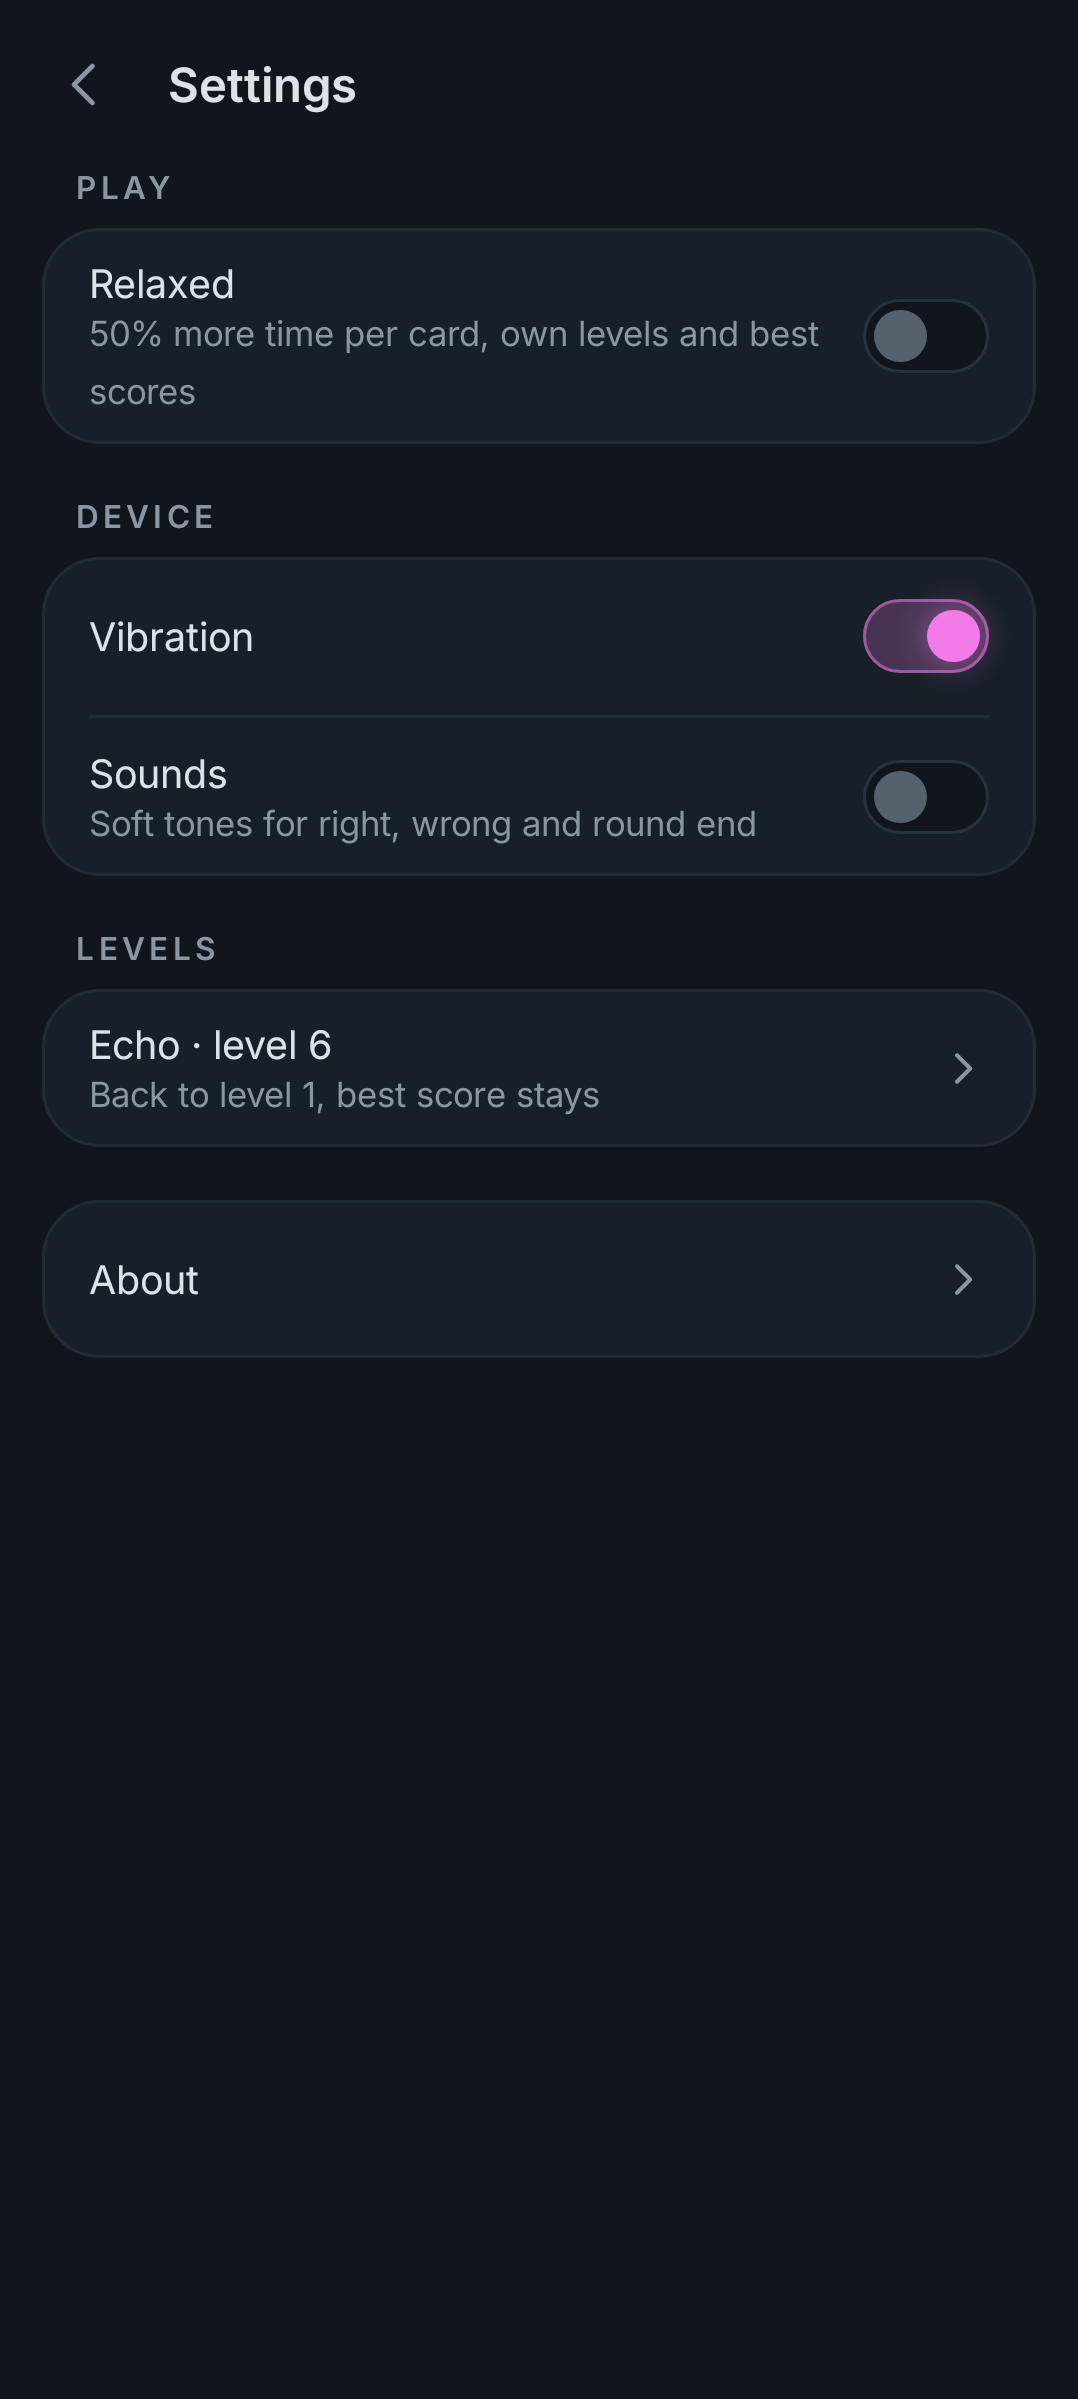 Settings
PLAY
Relaxed
50% more time per card, own levels and best
scores
DEVICE
Vibration
Sounds
Soft tones for right, wrong and round end
LEVELS
Echo · level 6
Back to level 1, best score stays
About